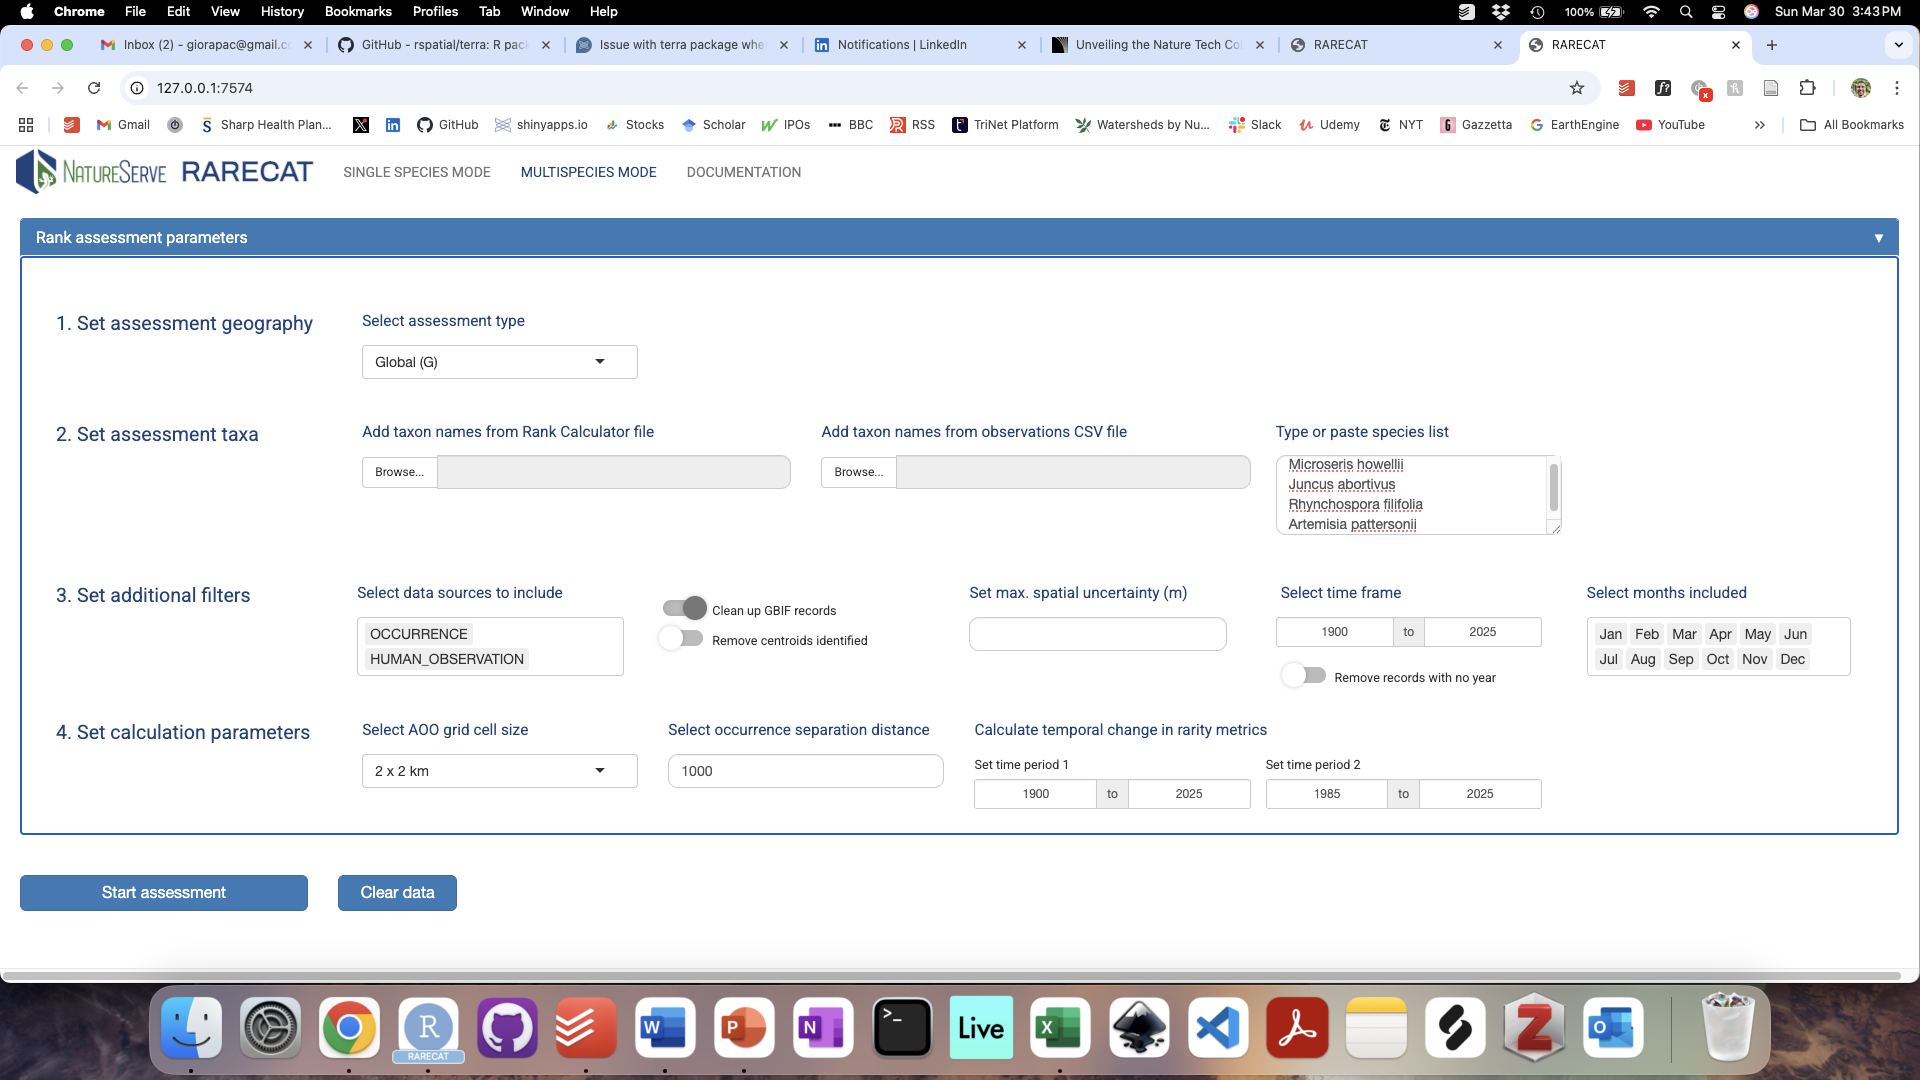 Chrome File Edit View History Bookmarks Profiles Tab Window Help 100% Sun Mar 30 3:43 PM
Inbox (2) - giorapac@gmail.c GitHub - rspatial/terra: R pac Issue with terra package whe Notifications | LinkedIn Unveiling the Nature Tech Co RARECAT RARECAT
127.0.0.1:7574
Gmail Sharp Health Plan... GitHub shinyapps.io Stocks Scholar IPOs BBC RSS TriNet Platform Watersheds by Nu... Slack Udemy NYT Gazzetta EarthEngine YouTube >> All Bookmarks
NATURESERVE RARECAT SINGLE SPECIES MODE MULTISPECIES MODE DOCUMENTATION
Rank assessment parameters
1. Set assessment geography
Select assessment type
Global (G)
2. Set assessment taxa
Add taxon names from Rank Calculator file
Browse...
Add taxon names from observations CSV file
Browse...
Type or paste species list
Microseris howellii
Juncus abortivus
Rhynchospora filifolia
Artemisia pattersonii
3. Set additional filters
Select data sources to include
OCCURRENCE
HUMAN_OBSERVATION
Clean up GBIF records
Remove centroids identified
Set max. spatial uncertainty (m)
Select time frame
1900 to 2025
Remove records with no year
Select months included
Jan Feb Mar Apr May Jun
Jul Aug Sep Oct Nov Dec
4. Set calculation parameters
Select AOO grid cell size
2 x 2 km
Select occurrence separation distance
1000
Calculate temporal change in rarity metrics
Set time period 1
1900 to 2025
Set time period 2
1985 to 2025
Start assessment
Clear data
R
RARECAT
W
P
N
>_
Live
X
Z
O